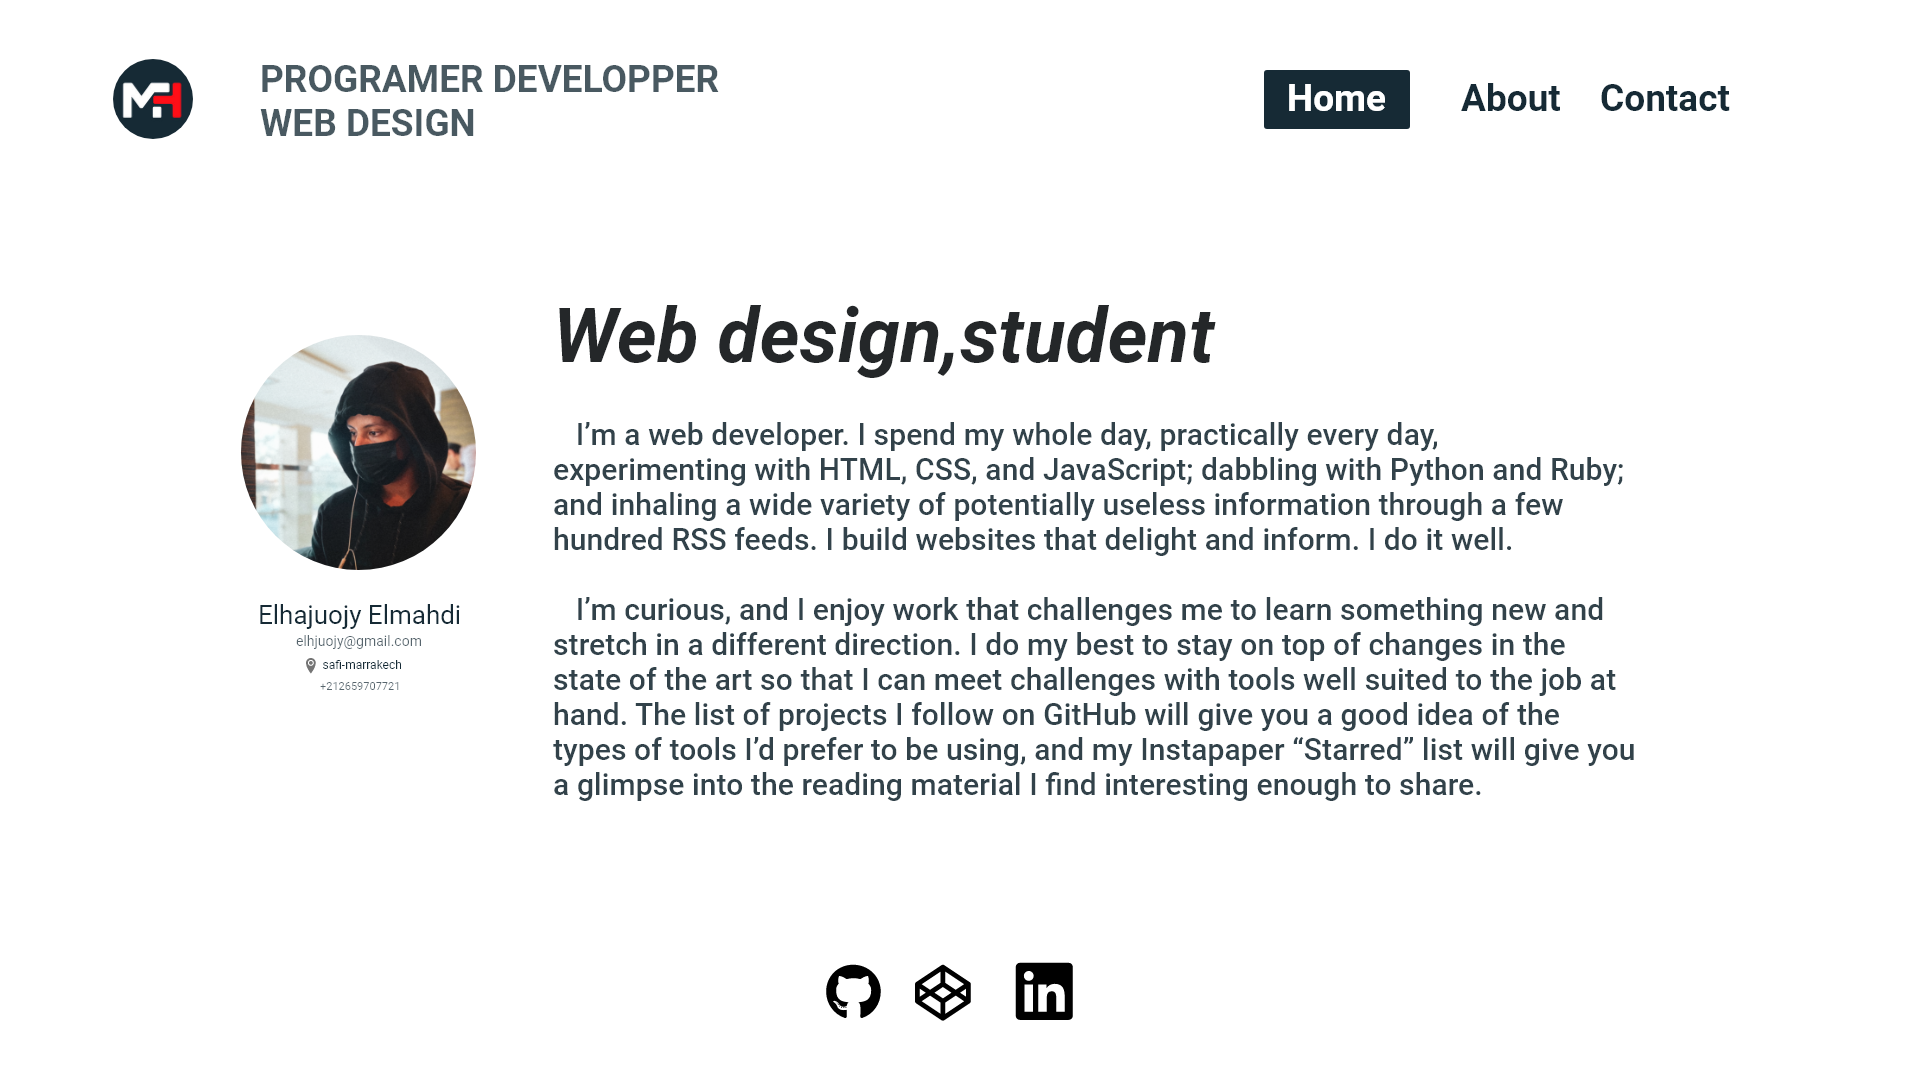 MH
PROGRAMER DEVELOPPER
WEB DESIGN
Home
About
Contact
Web design,student
I’m a web developer. I spend my whole day, practically every day,
experimenting with HTML, CSS, and JavaScript; dabbling with Python and Ruby;
and inhaling a wide variety of potentially useless information through a few
hundred RSS feeds. I build websites that delight and inform. I do it well.
I’m curious, and I enjoy work that challenges me to learn something new and
stretch in a different direction. I do my best to stay on top of changes in the
state of the art so that I can meet challenges with tools well suited to the job at
hand. The list of projects I follow on GitHub will give you a good idea of the
types of tools I’d prefer to be using, and my Instapaper “Starred” list will give you
a glimpse into the reading material I find interesting enough to share.
Elhajuojy Elmahdi
elhjuojy@gmail.com
safi-marrakech
+212659707721
in